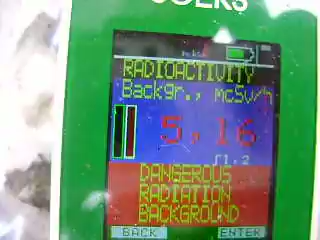 RADIOACTIVITY
Backgr., mcSv/h
5,16
DANGEROUS
RADIATION
BACKGROUND
BACK ENTER